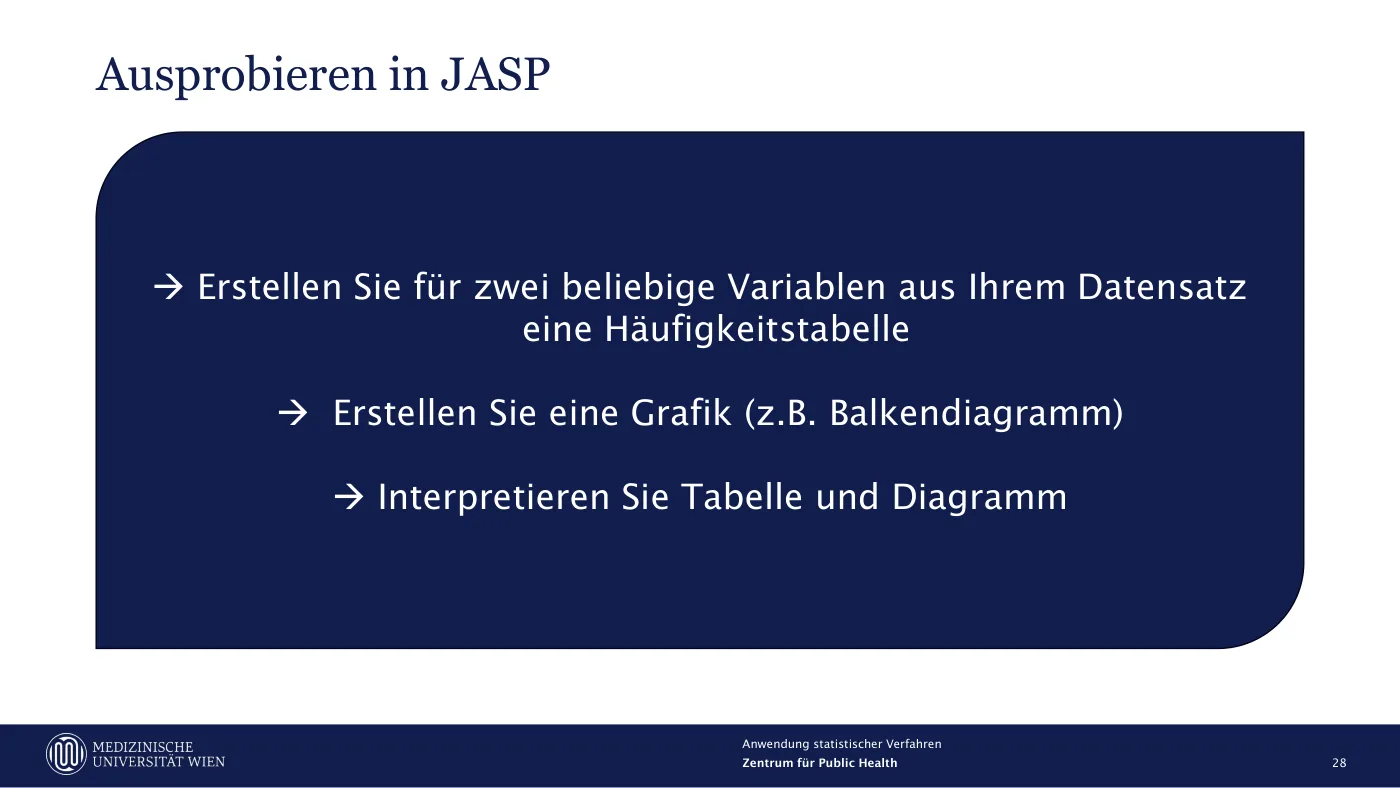 Ausprobieren in JASP
→ Erstellen Sie für zwei beliebige Variablen aus Ihrem Datensatz
eine Häufigkeitstabelle
→ Erstellen Sie eine Grafik (z.B. Balkendiagramm)
→ Interpretieren Sie Tabelle und Diagramm
MEDIZINISCHE
UNIVERSITÄT WIEN
Anwendung statistischer Verfahren
Zentrum für Public Health
28